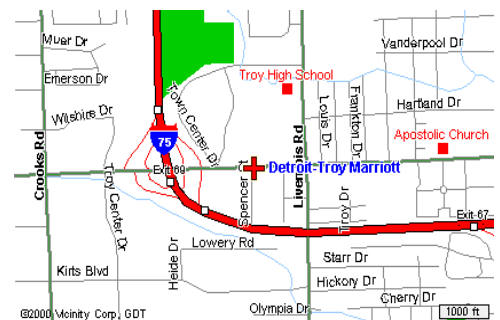 Muer Dr
Vanderpool Dr
Emerson Dr
Troy High School
Town Center Dr
Wilshire Dr
Louis Dr
Frankton Dr
Hartland Dr
Apostolic Church
75
Crooks Rd
Livernois Rd
Exit 69
Detroit-Troy Marriott
Troy Center Dr
Spencer Ct
Troy Dr
Exit 67
Lowery Rd
Heide Dr
Starr Dr
Kirts Blvd
Hickory Dr
Cherry Dr
Olympia Dr
©2000 Vicinity Corp, GDT
1000 ft